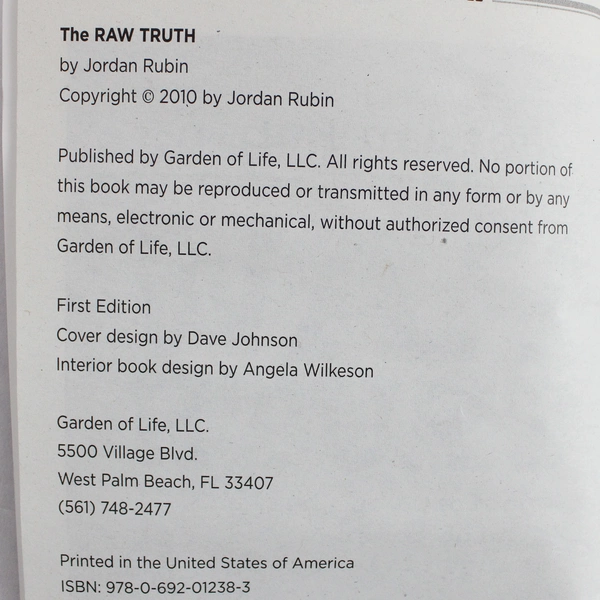 The RAW TRUTH
by Jordan Rubin
Copyright © 2010 by Jordan Rubin
Published by Garden of Life, LLC. All rights reserved. No portion of
this book may be reproduced or transmitted in any form or by any
means, electronic or mechanical, without authorized consent from
Garden of Life, LLC.
First Edition
Cover design by Dave Johnson
Interior book design by Angela Wilkeson
Garden of Life, LLC.
5500 Village Blvd.
West Palm Beach, FL 33407
(561) 748-2477
Printed in the United States of America
ISBN: 978-0-692-01238-3